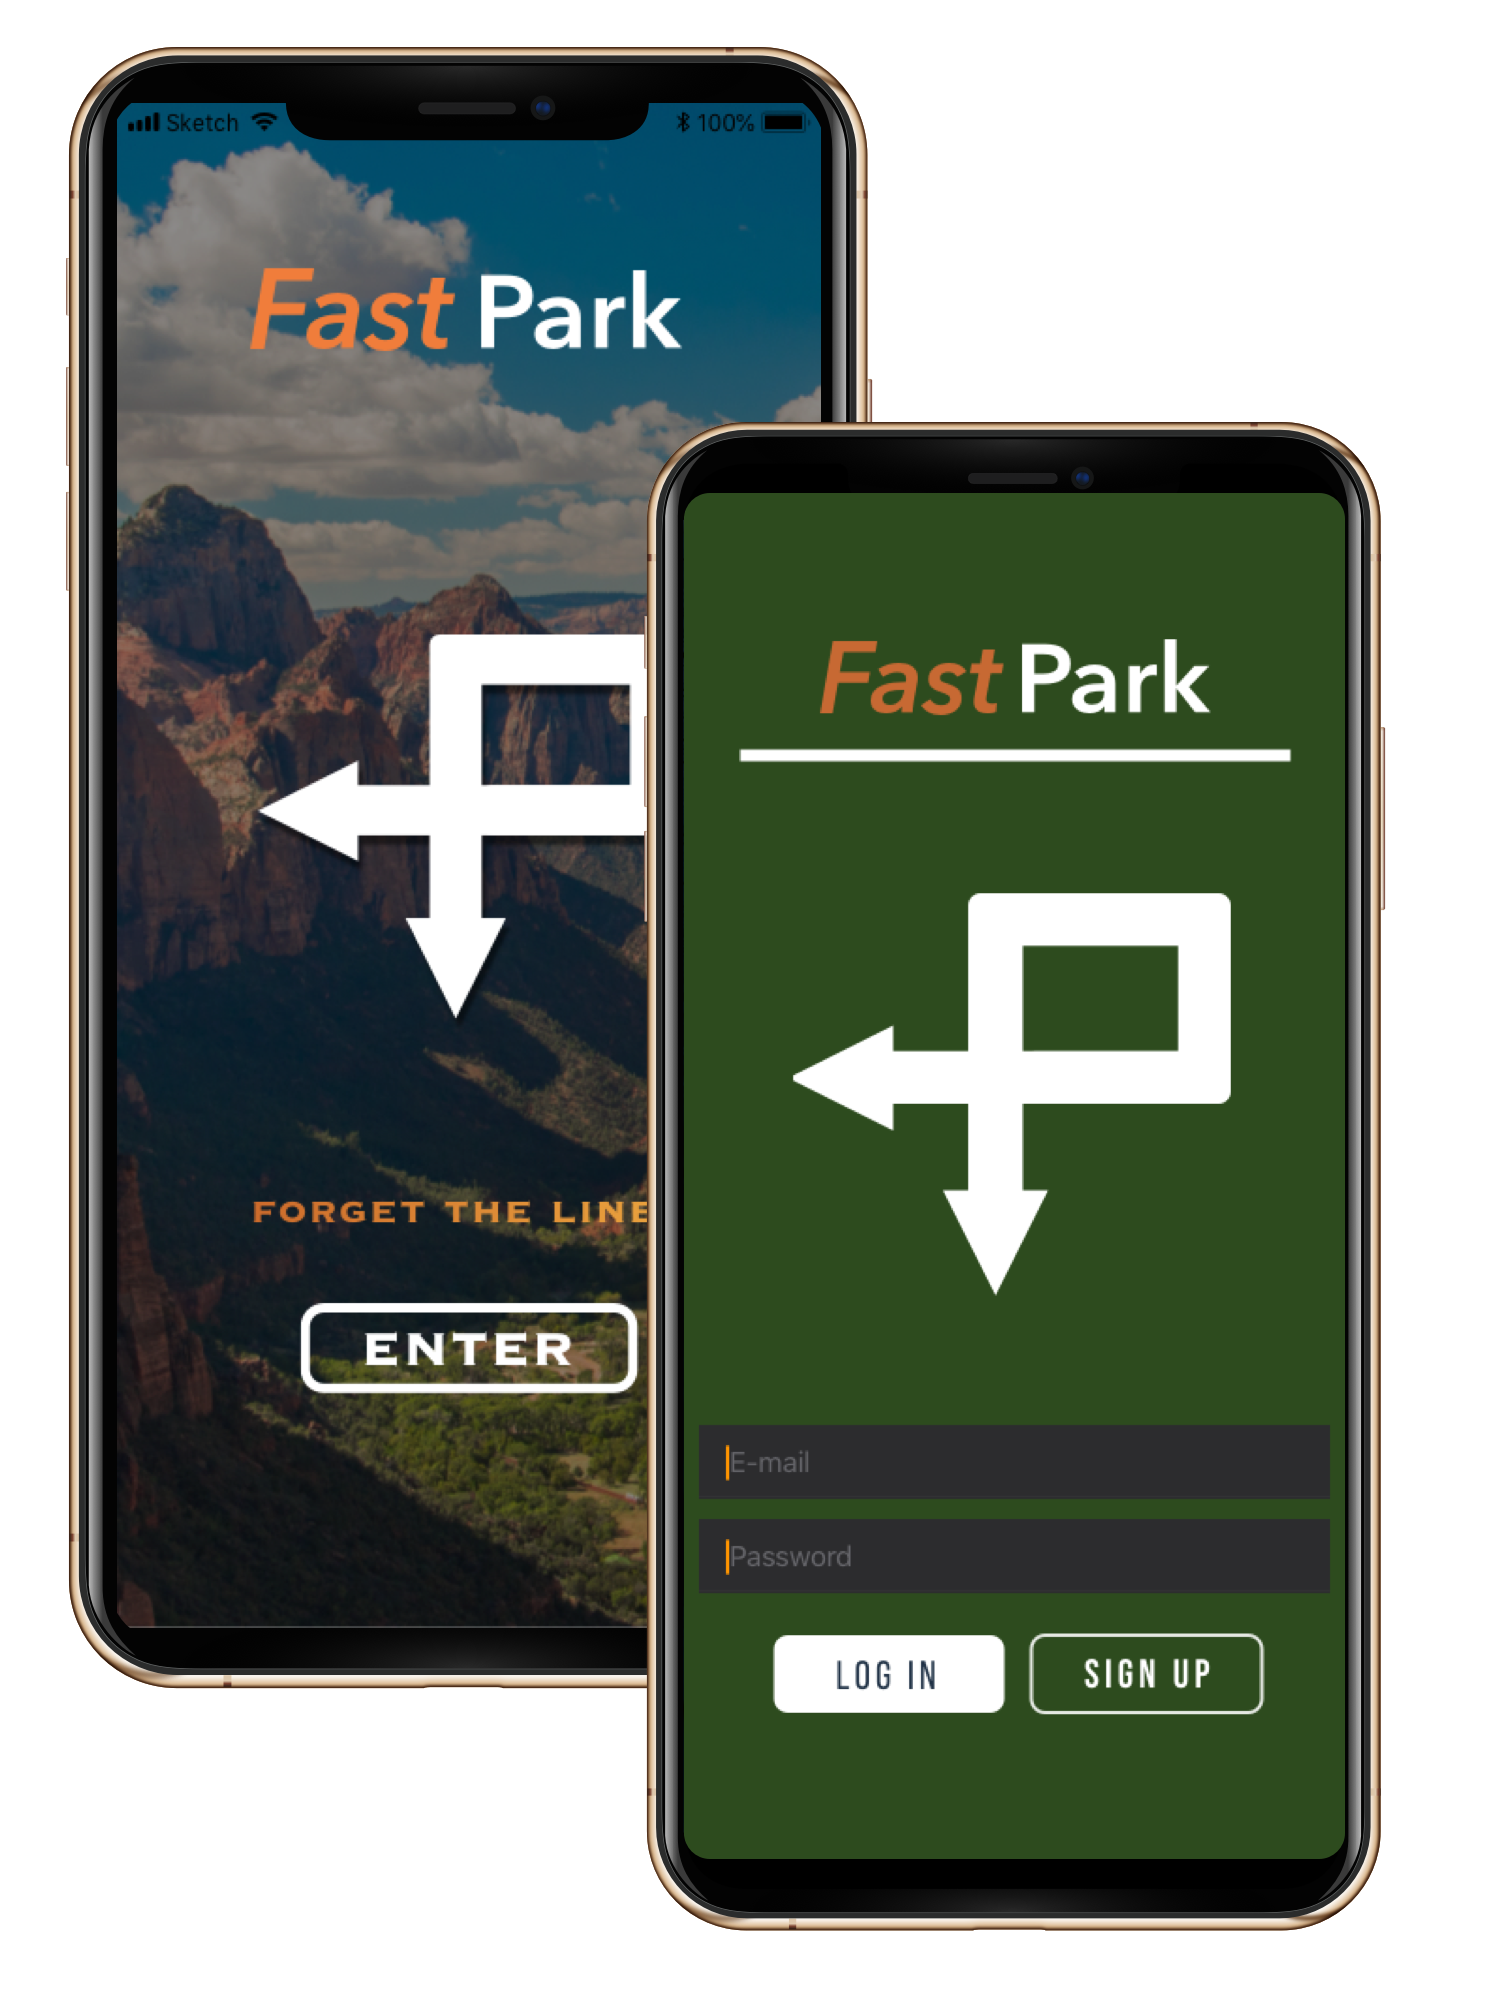 Sketch 100%
Fast Park
FORGET THE LINE
ENTER
Fast Park
E-mail
Password
LOG IN SIGN UP